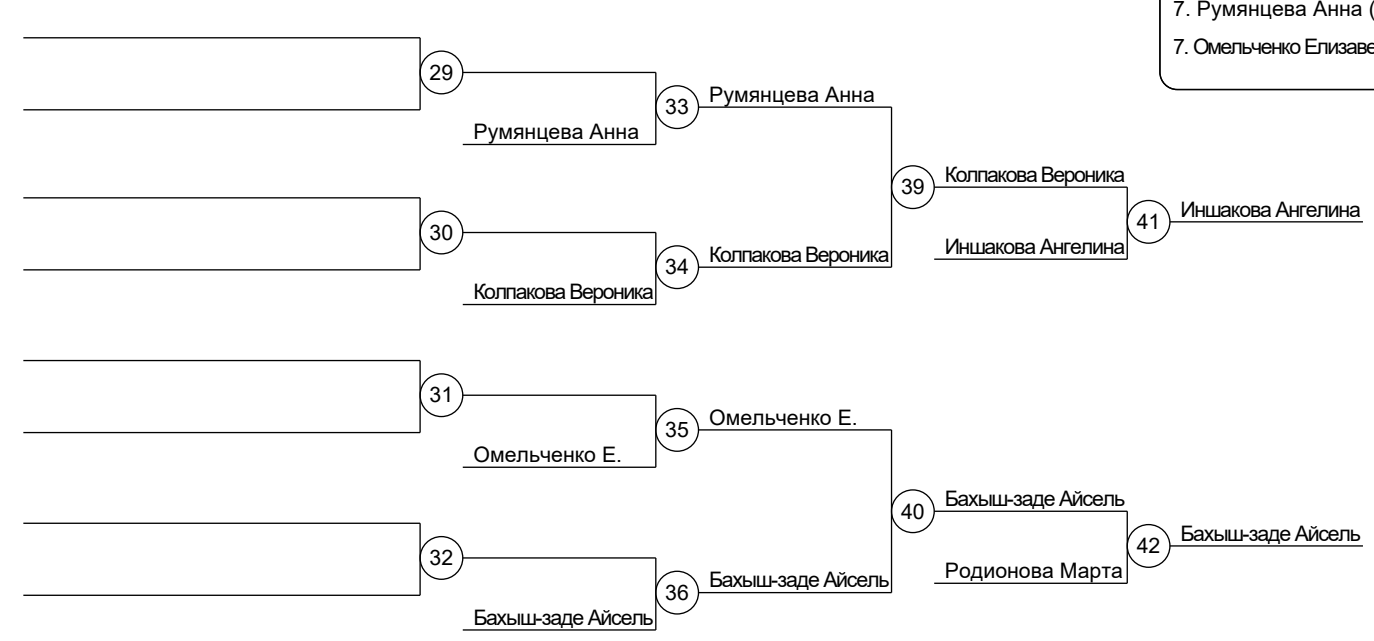 7. Румянцева Анна (
7. Омельченко Елизаве
29
33
Румянцева Анна
Румянцева Анна
39
Колпакова Вероника
41
Иншакова Ангелина
Иншакова Ангелина
30
34
Колпакова Вероника
Колпакова Вероника
31
35
Омельченко Е.
Омельченко Е.
40
Бахыш-заде Айсель
42
Бахыш-заде Айсель
Родионова Марта
32
36
Бахыш-заде Айсель
Бахыш-заде Айсель